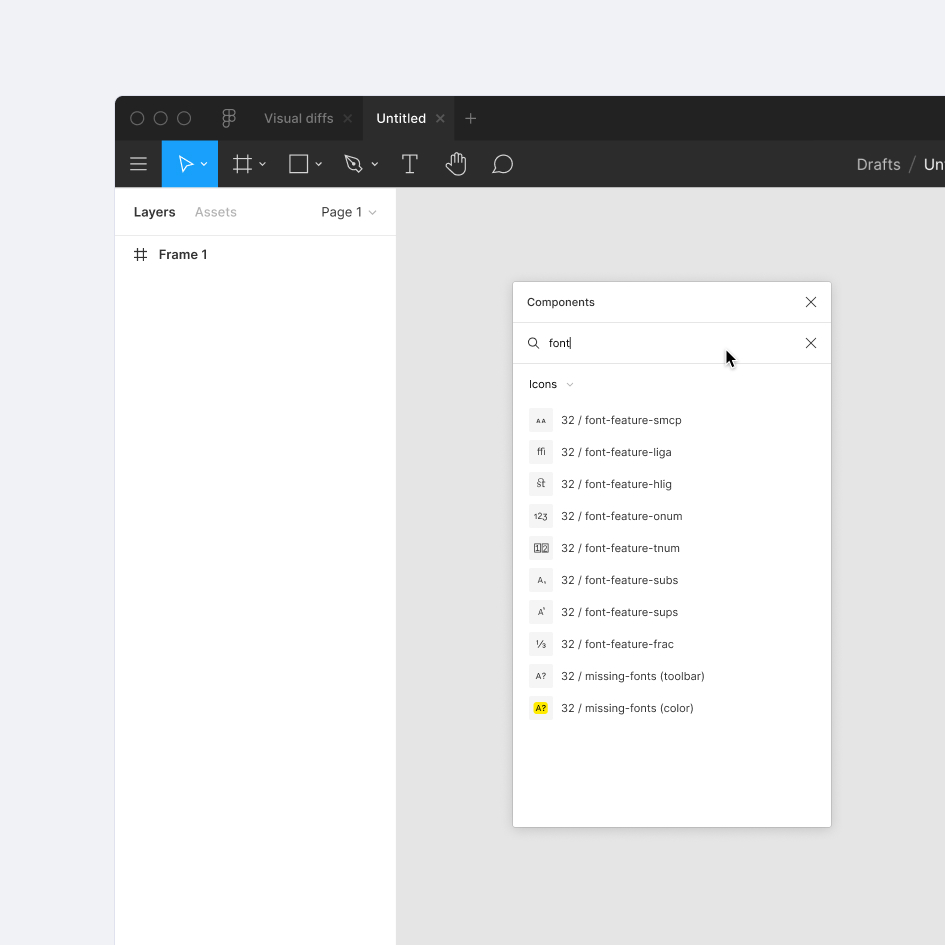 Visual diffs
Untitled
Drafts / Un
Layers Assets Page 1
Frame 1
Components
font
Icons
AA 32 / font-feature-smcp
ffi 32 / font-feature-liga
st 32 / font-feature-hlig
123 32 / font-feature-onum
12 32 / font-feature-tnum
32 / font-feature-subs
32 / font-feature-sups
⅓ 32 / font-feature-frac
A? 32 / missing-fonts (toolbar)
A? 32 / missing-fonts (color)